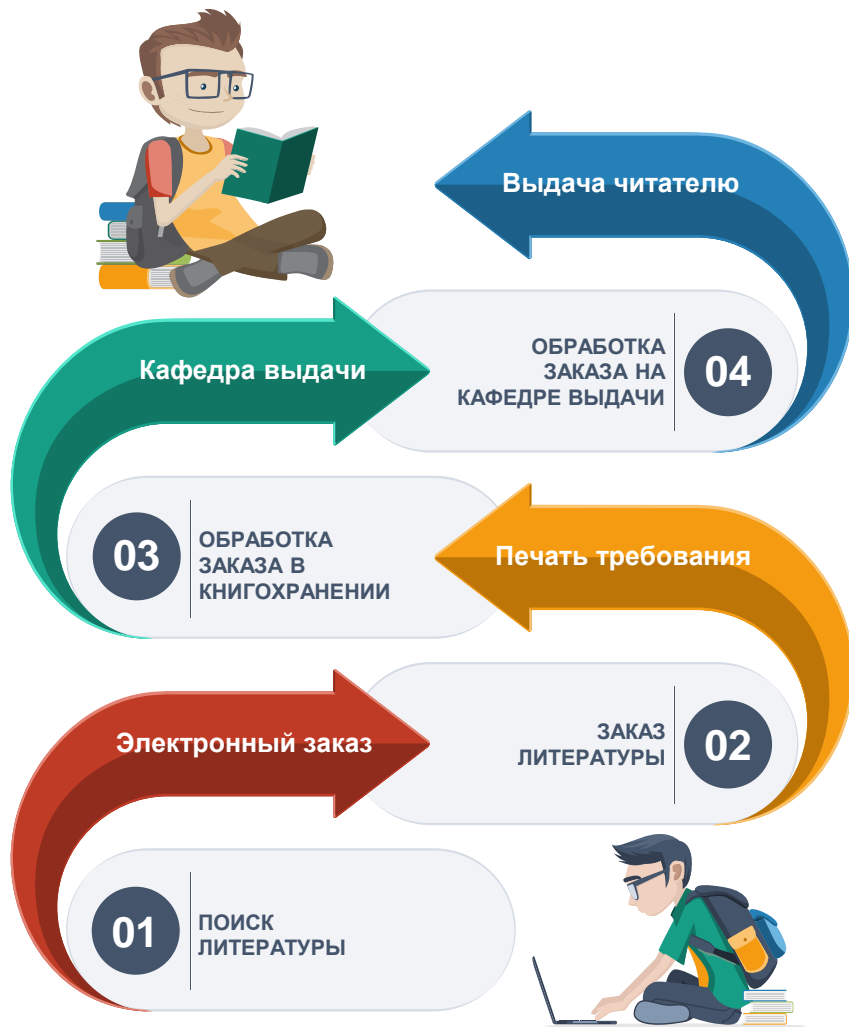 Выдача читателю
Кафедра выдачи
ОБРАБОТКА
ЗАКАЗА НА
КАФЕДРЕ ВЫДАЧИ
04
03
ОБРАБОТКА
ЗАКАЗА В
КНИГОХРАНЕНИИ
Печать требования
Электронный заказ
ЗАКАЗ
ЛИТЕРАТУРЫ
02
01
ПОИСК
ЛИТЕРАТУРЫ